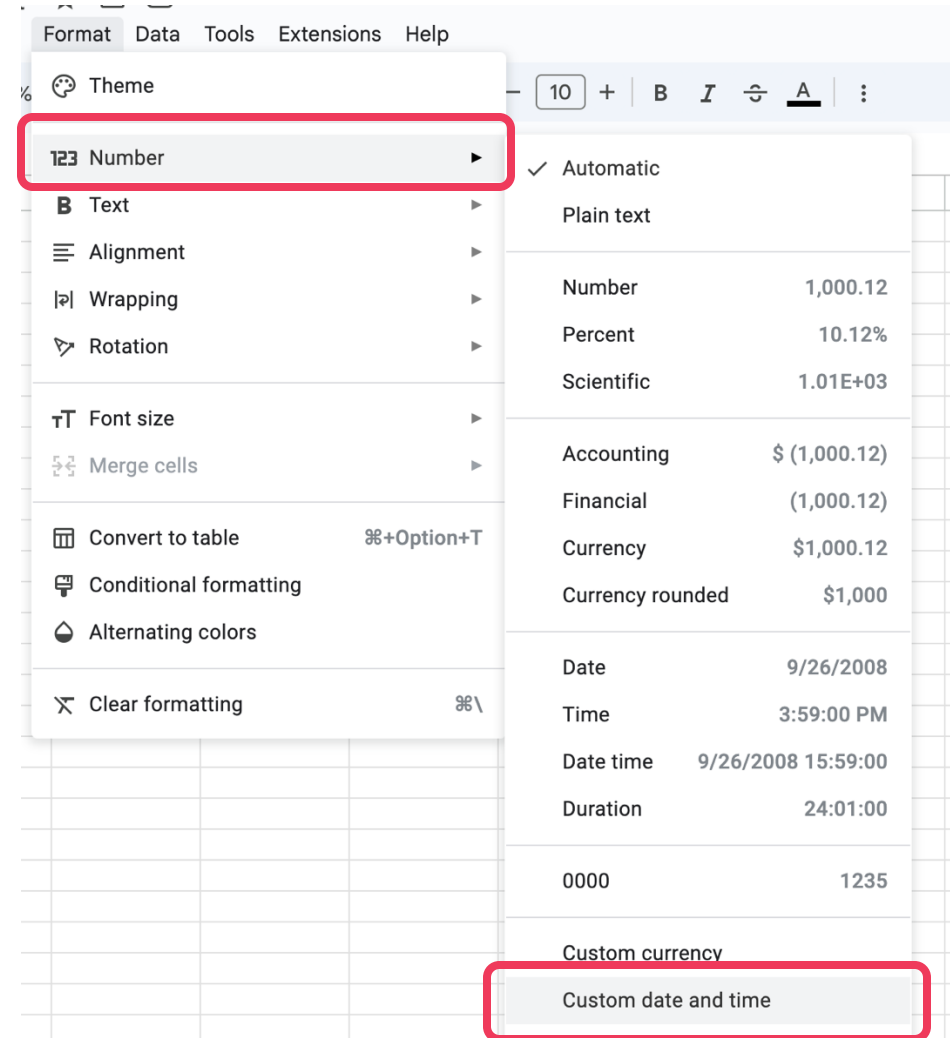 Format Data Tools Extensions Help
Theme
% 10 + B I S A
123 Number
Automatic
B Text
Plain text
Alignment
Wrapping
Number 1,000.12
Rotation
Percent 10.12%
Scientific 1.01E+03
Font size
Merge cells
Accounting $ (1,000.12)
Financial (1,000.12)
Convert to table ⌘+Option+T
Currency $1,000.12
Conditional formatting
Currency rounded $1,000
Alternating colors
Date 9/26/2008
Clear formatting ⌘\
Time 3:59:00 PM
Date time 9/26/2008 15:59:00
Duration 24:01:00
0000 1235
Custom currency
Custom date and time